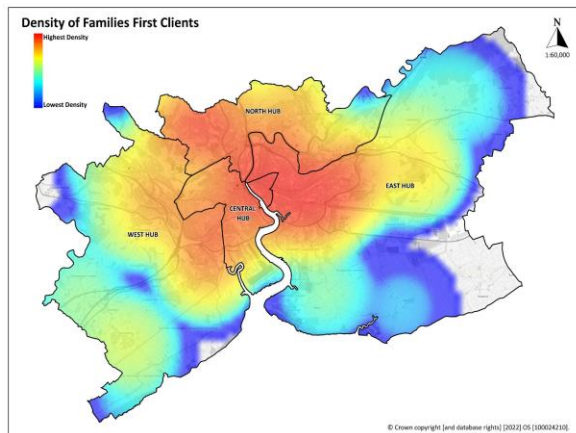 Density of Families First Clients
Highest Density
Lowest Density
N
1:60,000
NORTH HUB
EAST HUB
CENTRAL
HUB
WEST HUB
© Crown copyright [and database rights] [2022] OS [100024210].